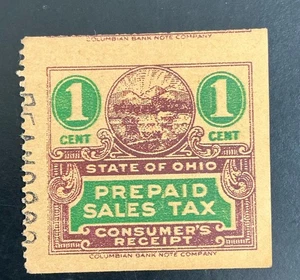 COLUMBIAN BANK NOTE COMPANY
1 1
CENT CENT
STATE OF OHIO
PREPAID
SALES TAX
CONSUMER'S
RECEIPT
COLUMBIAN BANK NOTE COMPANY